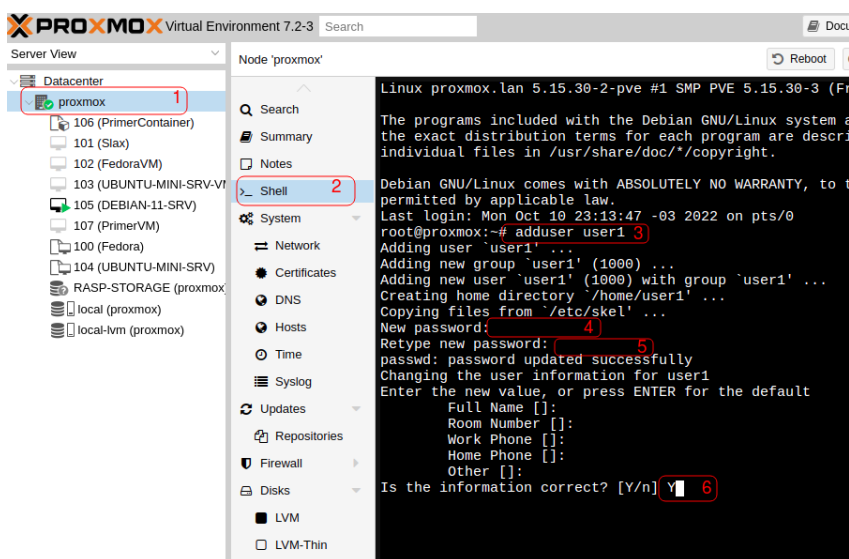 PROXMOX Virtual Environment 7.2-3 Search
Reboot
Server View
Datacenter
proxmox 1
106 (PrimerContainer)
101 (Slax)
102 (FedoraVM)
103 (UBUNTU-MINI-SRV-VM
105 (DEBIAN-11-SRV)
107 (PrimerVM)
100 (Fedora)
104 (UBUNTU-MINI-SRV)
RASP-STORAGE (proxmox
local (proxmox)
local-lvm (proxmox)
Node 'proxmox'
Search
Summary
Notes
>_ Shell 2
System
Network
Certificates
DNS
Hosts
Time
Syslog
Updates
Repositories
Firewall
Disks
LVM
LVM-Thin
Linux proxmox.lan 5.15.30-2-pve #1 SMP PVE 5.15.30-3 (Fr
The programs included with the Debian GNU/Linux system a
the exact distribution terms for each program are descri
individual files in /usr/share/doc/*/copyright.
Debian GNU/Linux comes with ABSOLUTELY NO WARRANTY, to t
permitted by applicable law.
Last login: Mon Oct 10 23:13:47 -03 2022 on pts/0
root@proxmox:~# adduser user1 3
Adding user `user1' ...
Adding new group `user1' (1000) ...
Adding new user `user1' (1000) with group `user1' ...
Creating home directory `/home/user1' ...
Copying files from `/etc/skel' ...
New password: 4
Retype new password: 5
passwd: password updated successfully
Changing the user information for user1
Enter the new value, or press ENTER for the default
Full Name []:
Room Number []:
Work Phone []:
Home Phone []:
Other []:
Is the information correct? [Y/n] Y 6